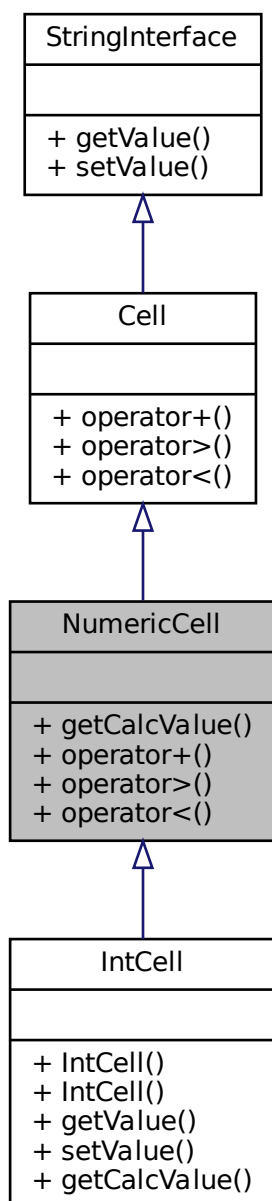 StringInterface
+ getValue()
+ setValue()
Cell
+ operator+()
+ operator>()
+ operator<()
NumericCell
+ getCalcValue()
+ operator+()
+ operator>()
+ operator<()
IntCell
+ IntCell()
+ IntCell()
+ getValue()
+ setValue()
+ getCalcValue()